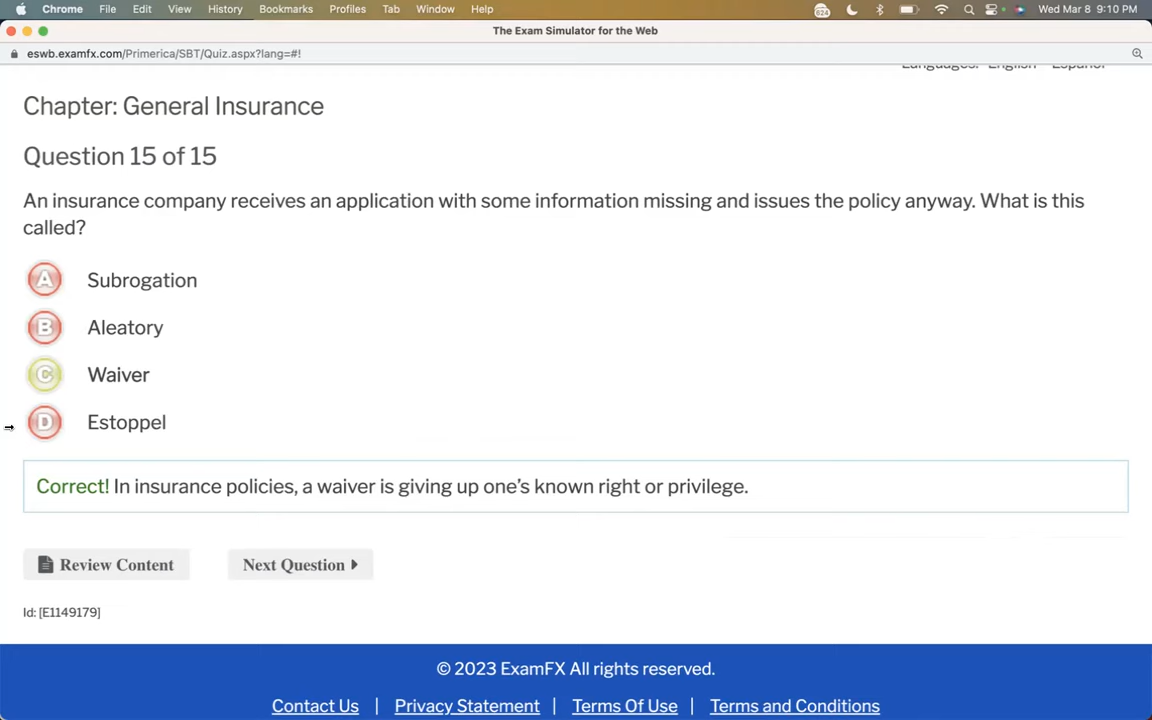 Chrome File Edit View History Bookmarks Profiles Tab Window Help 824 Wed Mar 8 9:10 PM
The Exam Simulator for the Web
eswb.examfx.com/Primerica/SBT/Quiz.aspx?lang=#!
Languages: English Español
Chapter: General Insurance
Question 15 of 15
An insurance company receives an application with some information missing and issues the policy anyway. What is this
called?
A Subrogation
B Aleatory
C Waiver
D Estoppel
Correct! In insurance policies, a waiver is giving up one's known right or privilege.
Review Content Next Question
Id: [E1149179]
© 2023 ExamFX All rights reserved.
Contact Us | Privacy Statement | Terms Of Use | Terms and Conditions